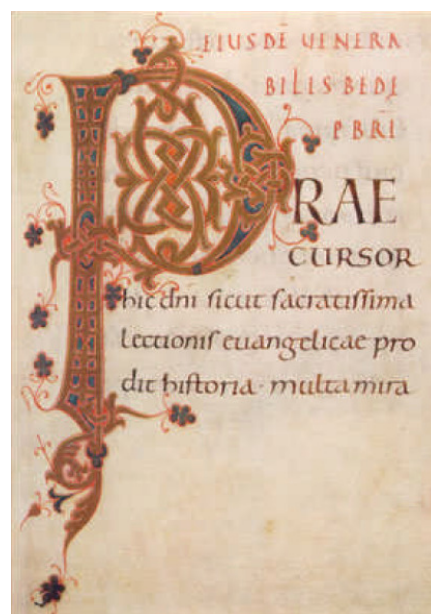 EIUSDE UENERA
BILIS BEDE
PBRI
PRAE
CURSOR
hic dni sicut sacratissima
lectionis euangelicae pro
dit historia · multa mira